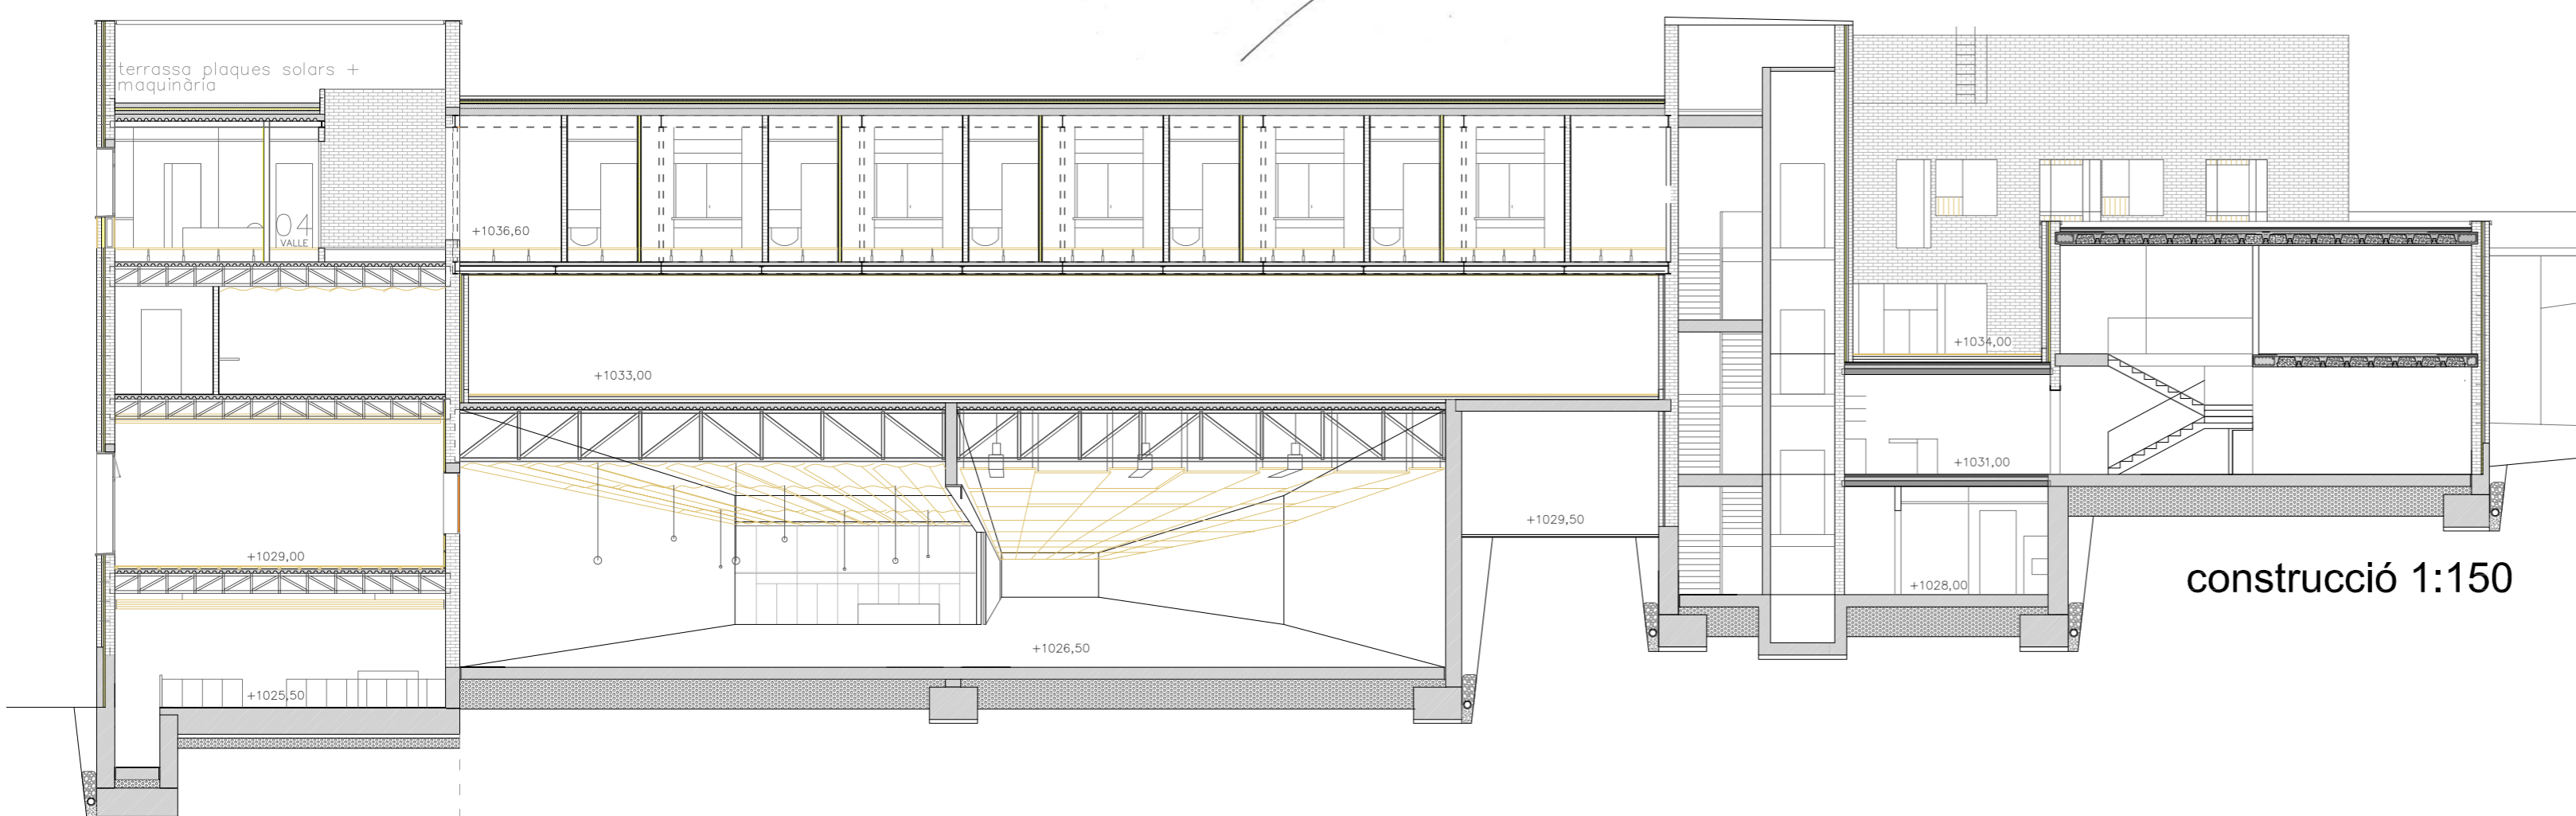 terrassa plaques solars +
maquinària
04
VALLE
+1036,60
+1034,00
+1033,00
+1031,00
+1029,50
+1029,00
+1028,00
construcció 1:150
+1026,50
+1025,50